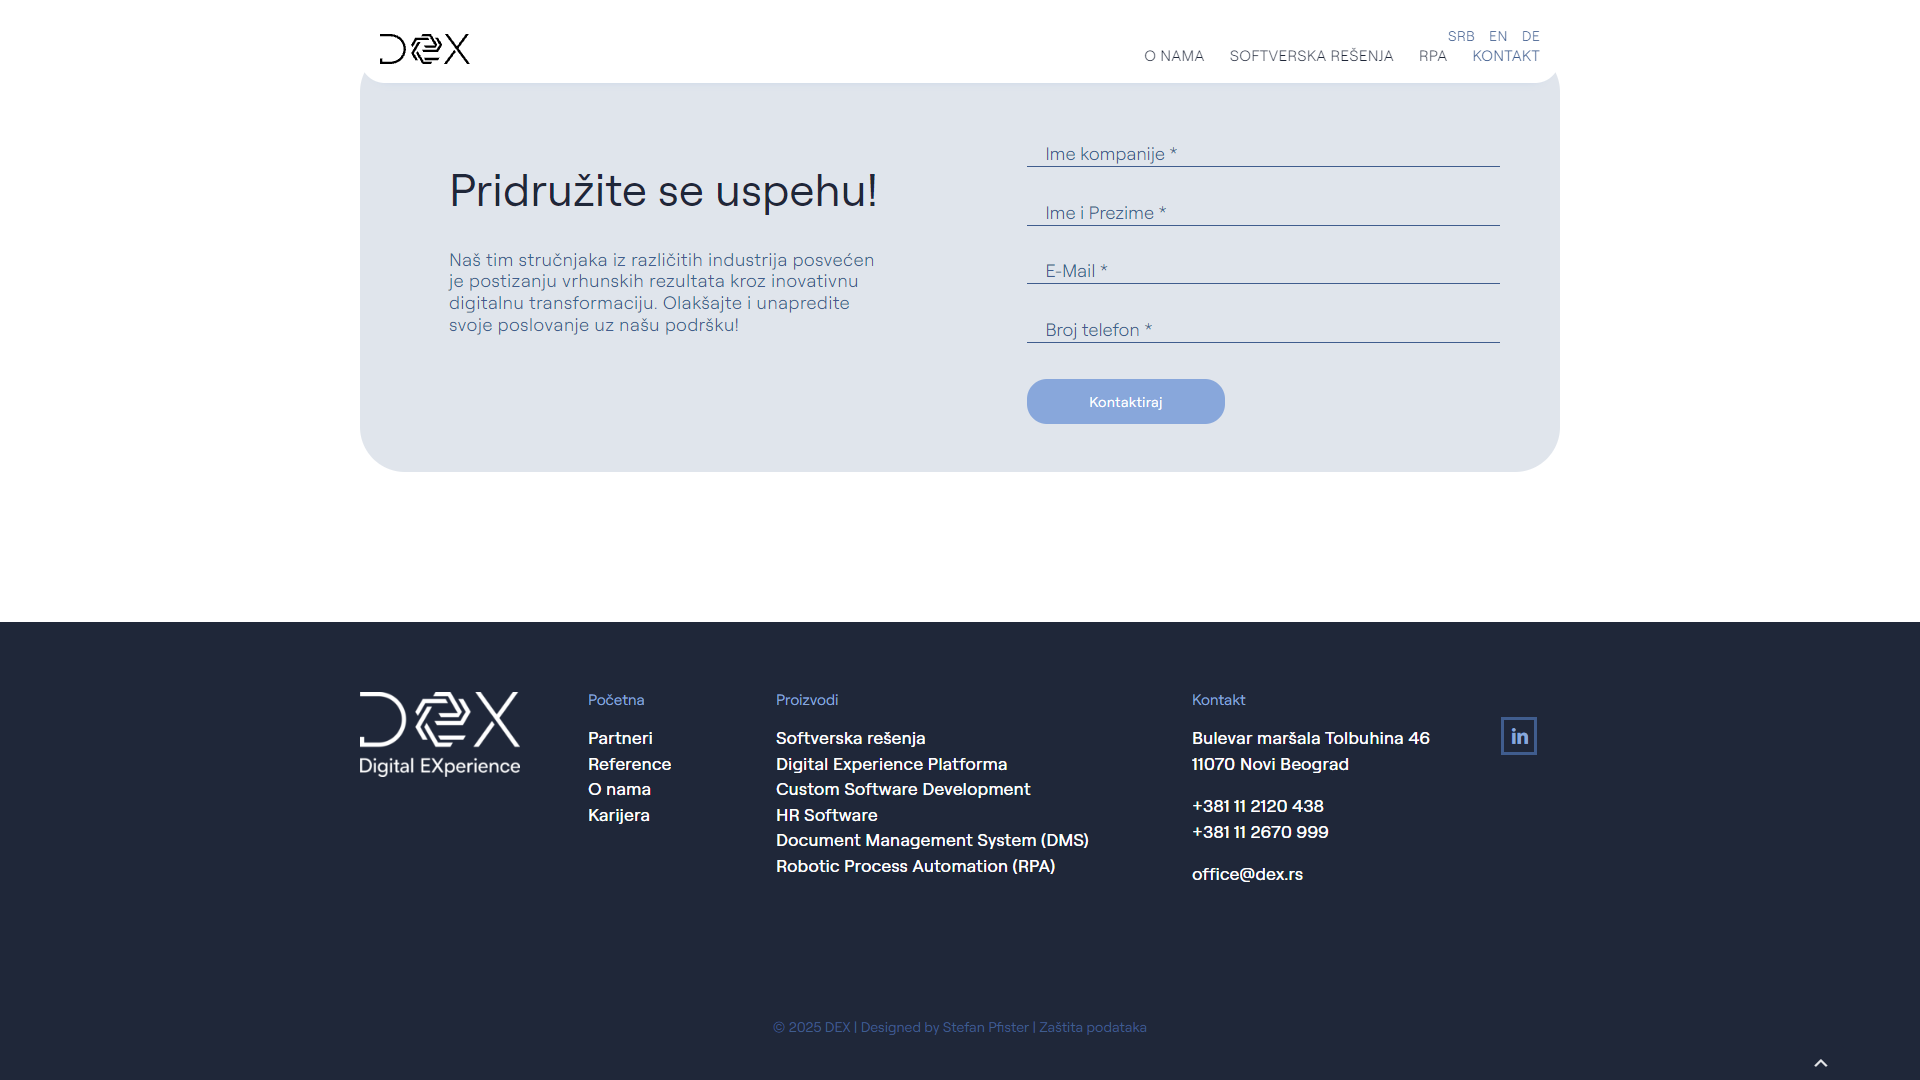 DEX
SRB EN DE
O NAMA SOFTVERSKA REŠENJA RPA KONTAKT
Pridružite se uspehu!
Naš tim stručnjaka iz različitih industrija posvećen
je postizanju vrhunskih rezultata kroz inovativnu
digitalnu transformaciju. Olakšajte i unapredite
svoje poslovanje uz našu podršku!
Ime kompanije *
Ime i Prezime *
E-Mail *
Broj telefon *
Kontaktiraj
DEX
Digital EXperience
Početna
Partneri
Reference
O nama
Karijera
Proizvodi
Softverska rešenja
Digital Experience Platforma
Custom Software Development
HR Software
Document Management System (DMS)
Robotic Process Automation (RPA)
Kontakt
Bulevar maršala Tolbuhina 46
11070 Novi Beograd
+381 11 2120 438
+381 11 2670 999
office@dex.rs
in
© 2025 DEX | Designed by Stefan Pfister | Zaštita podataka